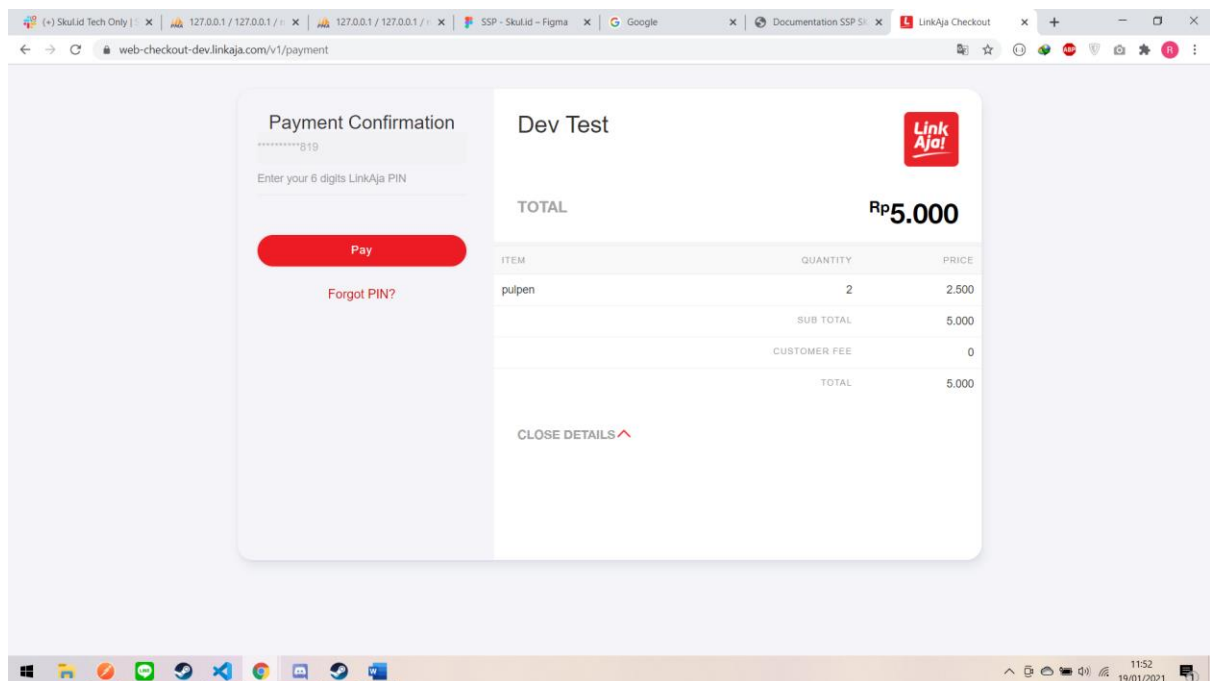 (+) Skul.id Tech Only | S
127.0.0.1 / 127.0.0.1 / n
127.0.0.1 / 127.0.0.1 / n
SSP - Skul.id – Figma
Google
Documentation SSP SK
LinkAja Checkout
web-checkout-dev.linkaja.com/v1/payment
ABP
R
Payment Confirmation
**********819
Enter your 6 digits LinkAja PIN
Pay
Forgot PIN?
Dev Test
Link
Aja!
TOTAL Rp5.000
ITEM QUANTITY PRICE
pulpen 2 2.500
SUB TOTAL 5.000
CUSTOMER FEE 0
TOTAL 5.000
CLOSE DETAILS
11:52
19/01/2021